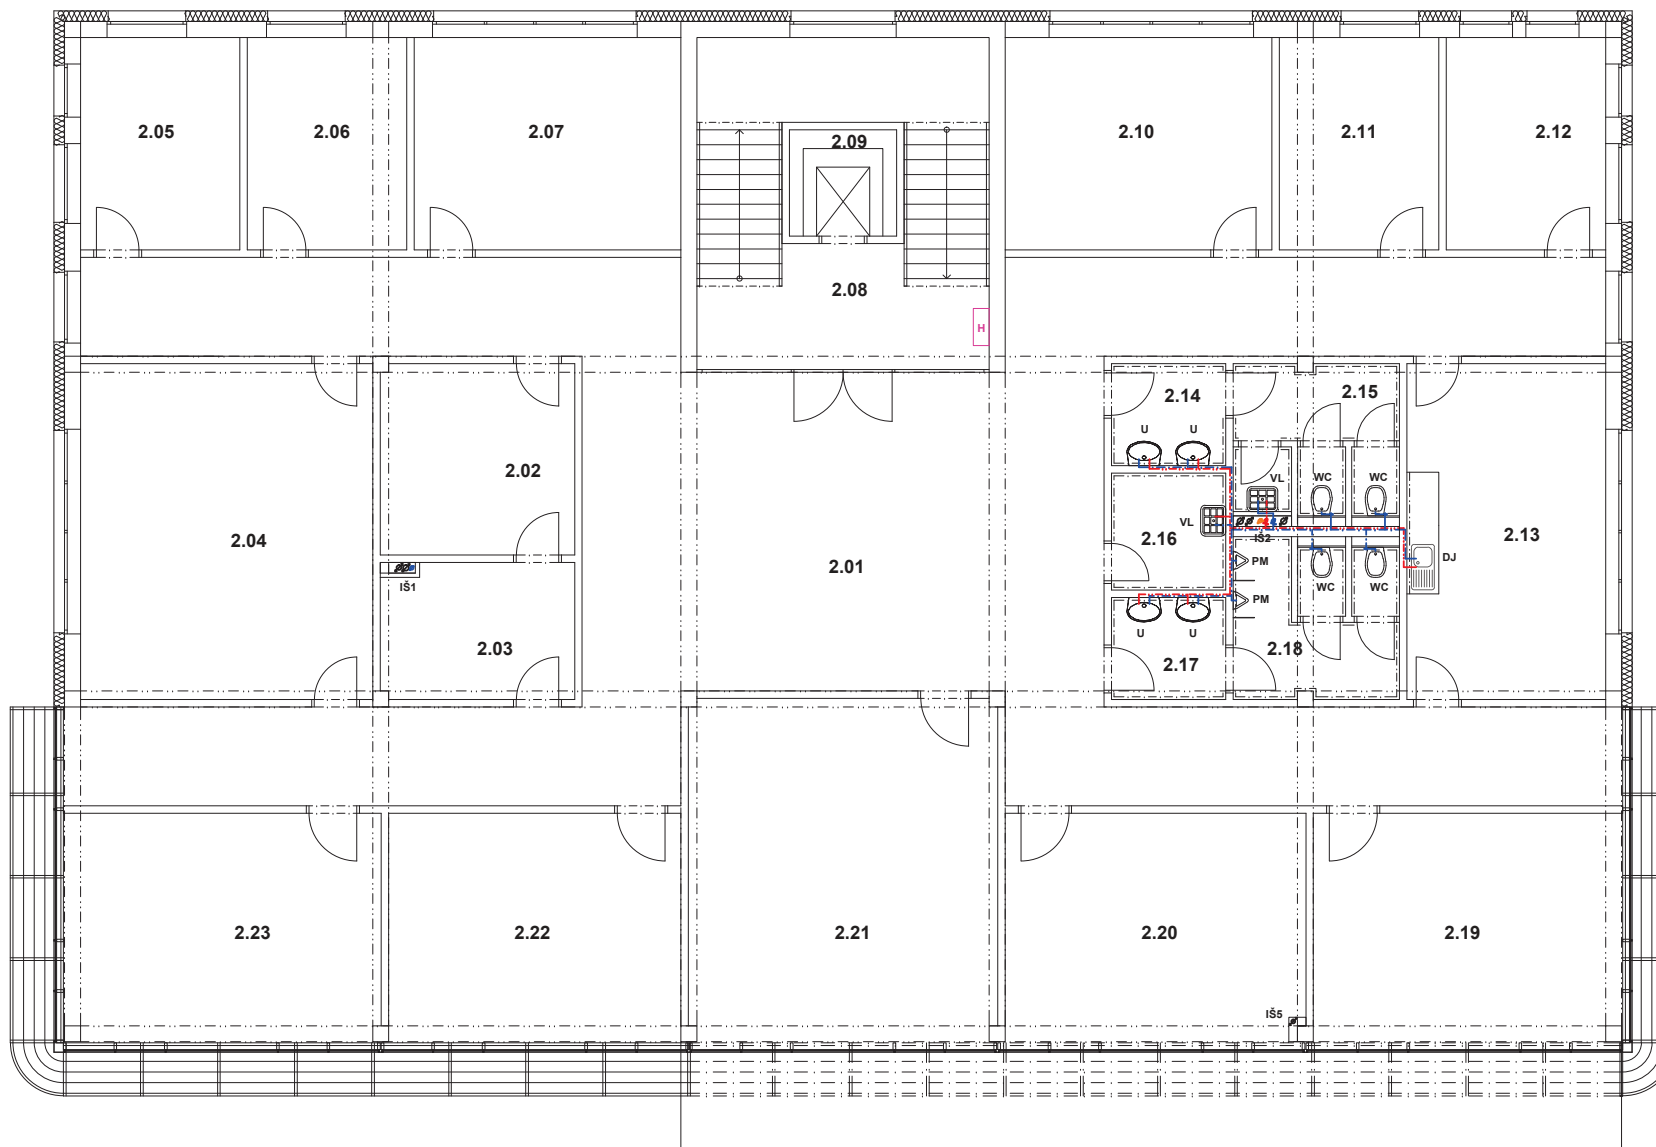 2.05 2.06 2.07 2.09 2.10 2.11 2.12
2.08
H
2.14 2.15
U U
2.02
VL WC WC
2.04 VL 2.16 IŠ2 2.13
2.01
PM DJ
IŠ1 WC WC
PM
U U
2.03 2.18
2.17
2.23 2.22 2.21 2.20 2.19
IŠ5